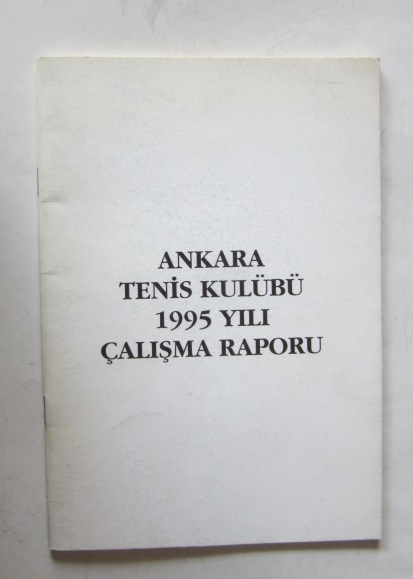 ANKARA
TENİS KULÜBÜ
1995 YILI
ÇALIŞMA RAPORU